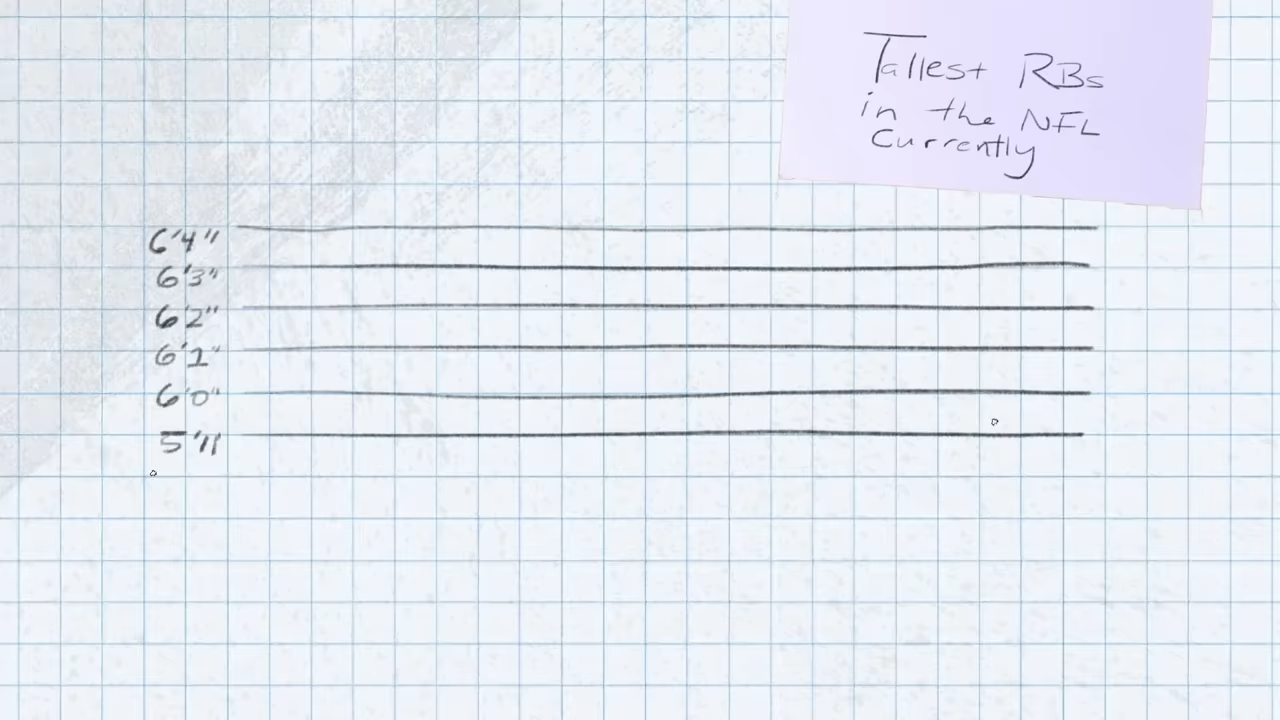 Tallest RBs
in the NFL
Currently
6'4"
6'3"
6'2"
6'1"
6'0"
5'11